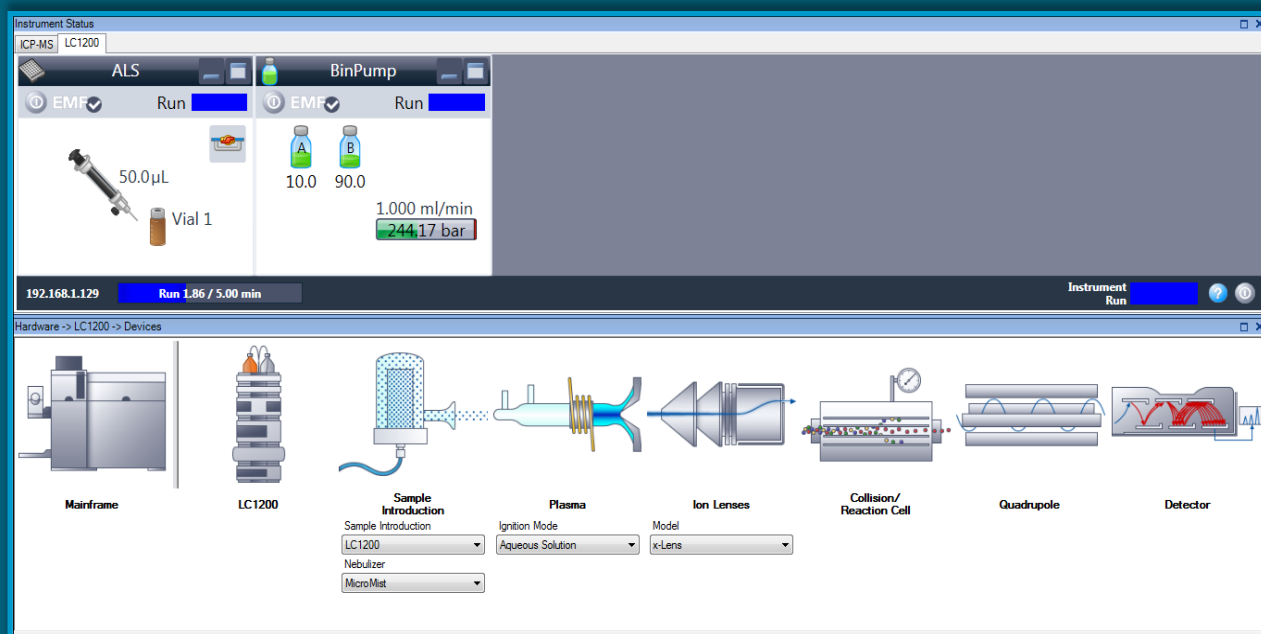 Instrument Status
ICP-MS LC1200
ALS
BinPump
EMF Run
EMF Run
50.0µL
Vial 1
A B
10.0 90.0
1.000 ml/min
244.17 bar
192.168.1.129
Run 1.86 / 5.00 min
Instrument
Run
?
Hardware -> LC1200 -> Devices
Mainframe
LC1200
Sample
Introduction
Plasma
Ion Lenses
Collision/
Reaction Cell
Quadrupole
Detector
Sample Introduction
Ignition Mode
Model
LC1200
Aqueous Solution
x-Lens
Nebulizer
MicroMist